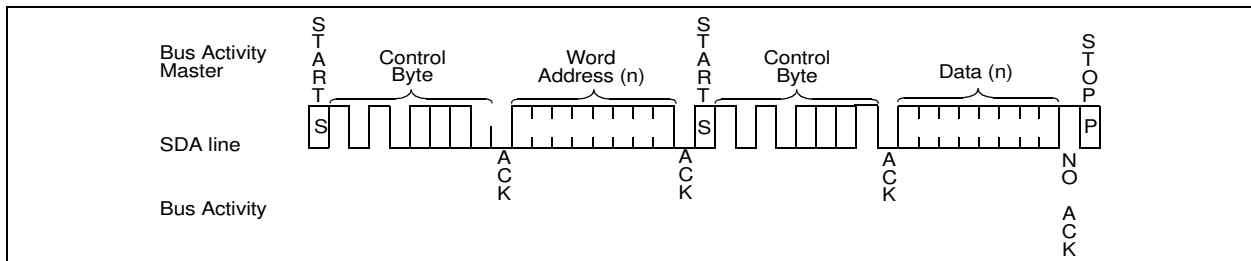 START
START
STOP
Bus Activity
Master
Control
Byte
Word
Address (n)
Control
Byte
Data (n)
S
S
P
SDA line
ACK
ACK
ACK
NO ACK
Bus Activity